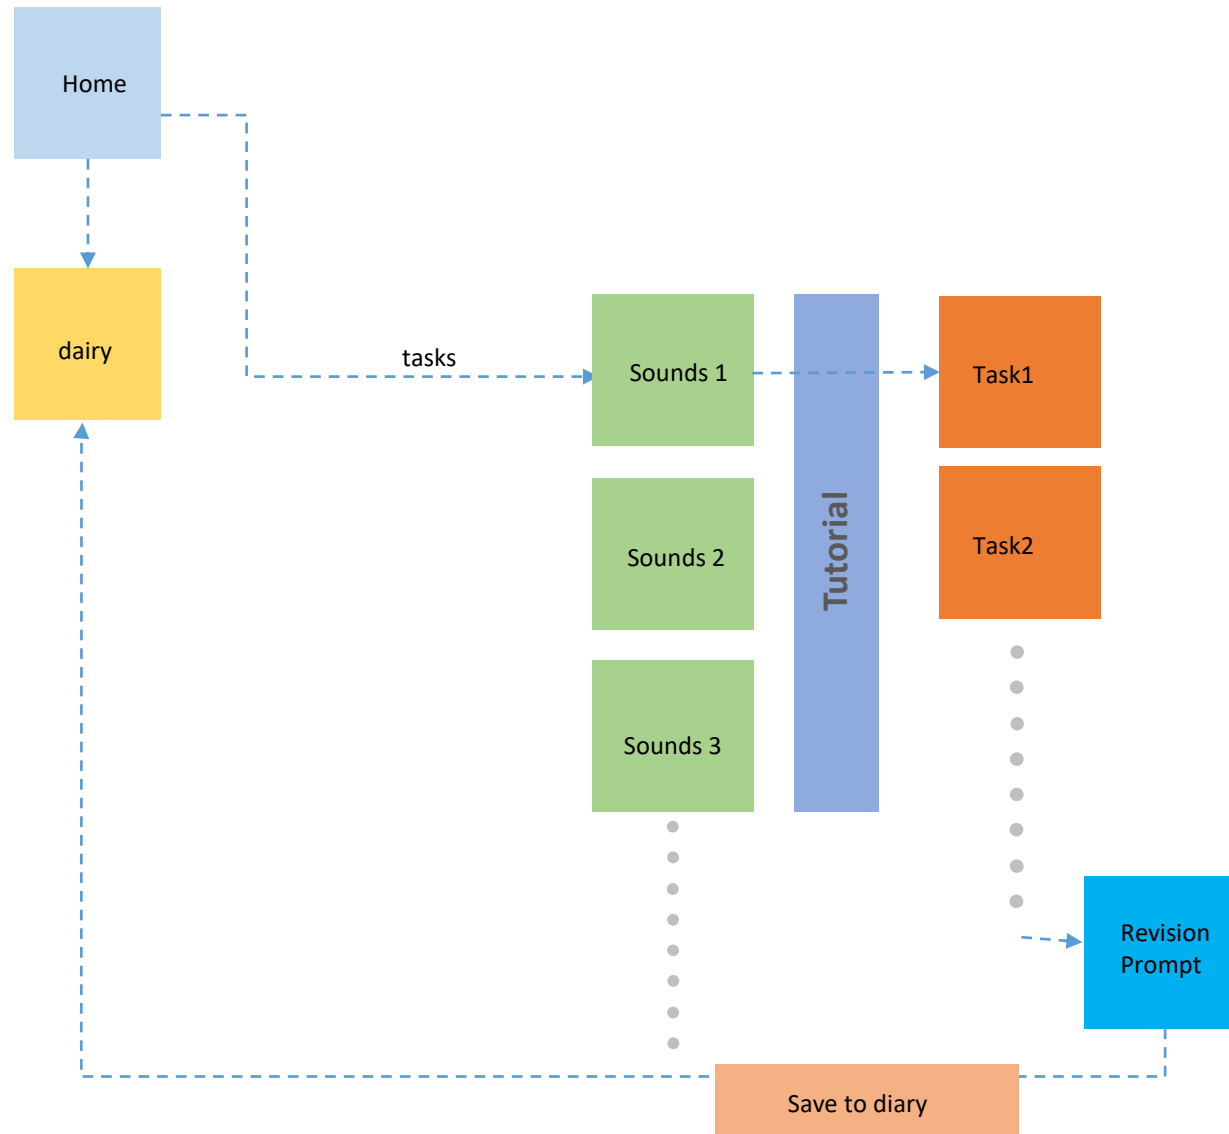 Home
dairy
tasks
Sounds 1
Task1
Sounds 2
Tutorial
Task2
Sounds 3
Revision
Prompt
Save to diary